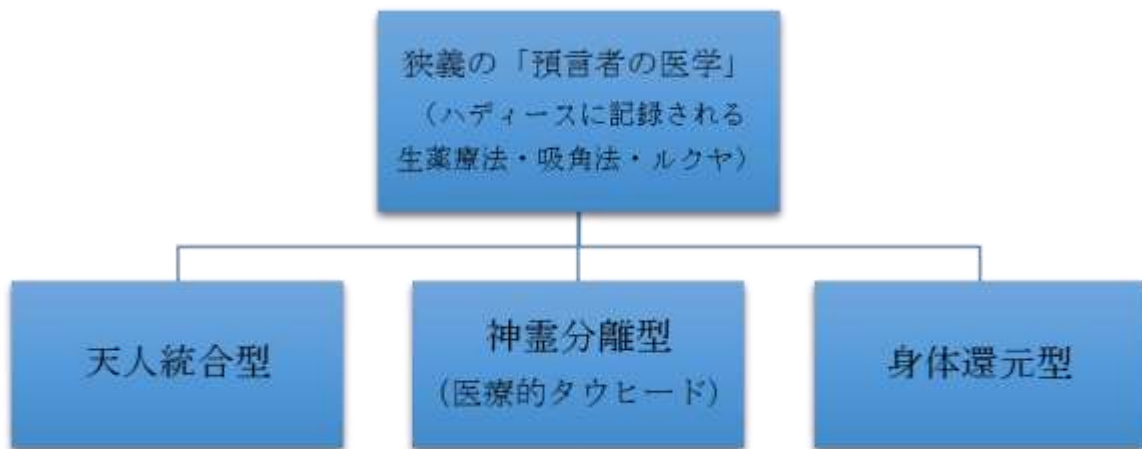 狭義の「預言者の医学」
（ハディースに記録される
生薬療法・吸角法・ルクヤ）
天人統合型
神霊分離型
（医療的タウヒード）
身体還元型